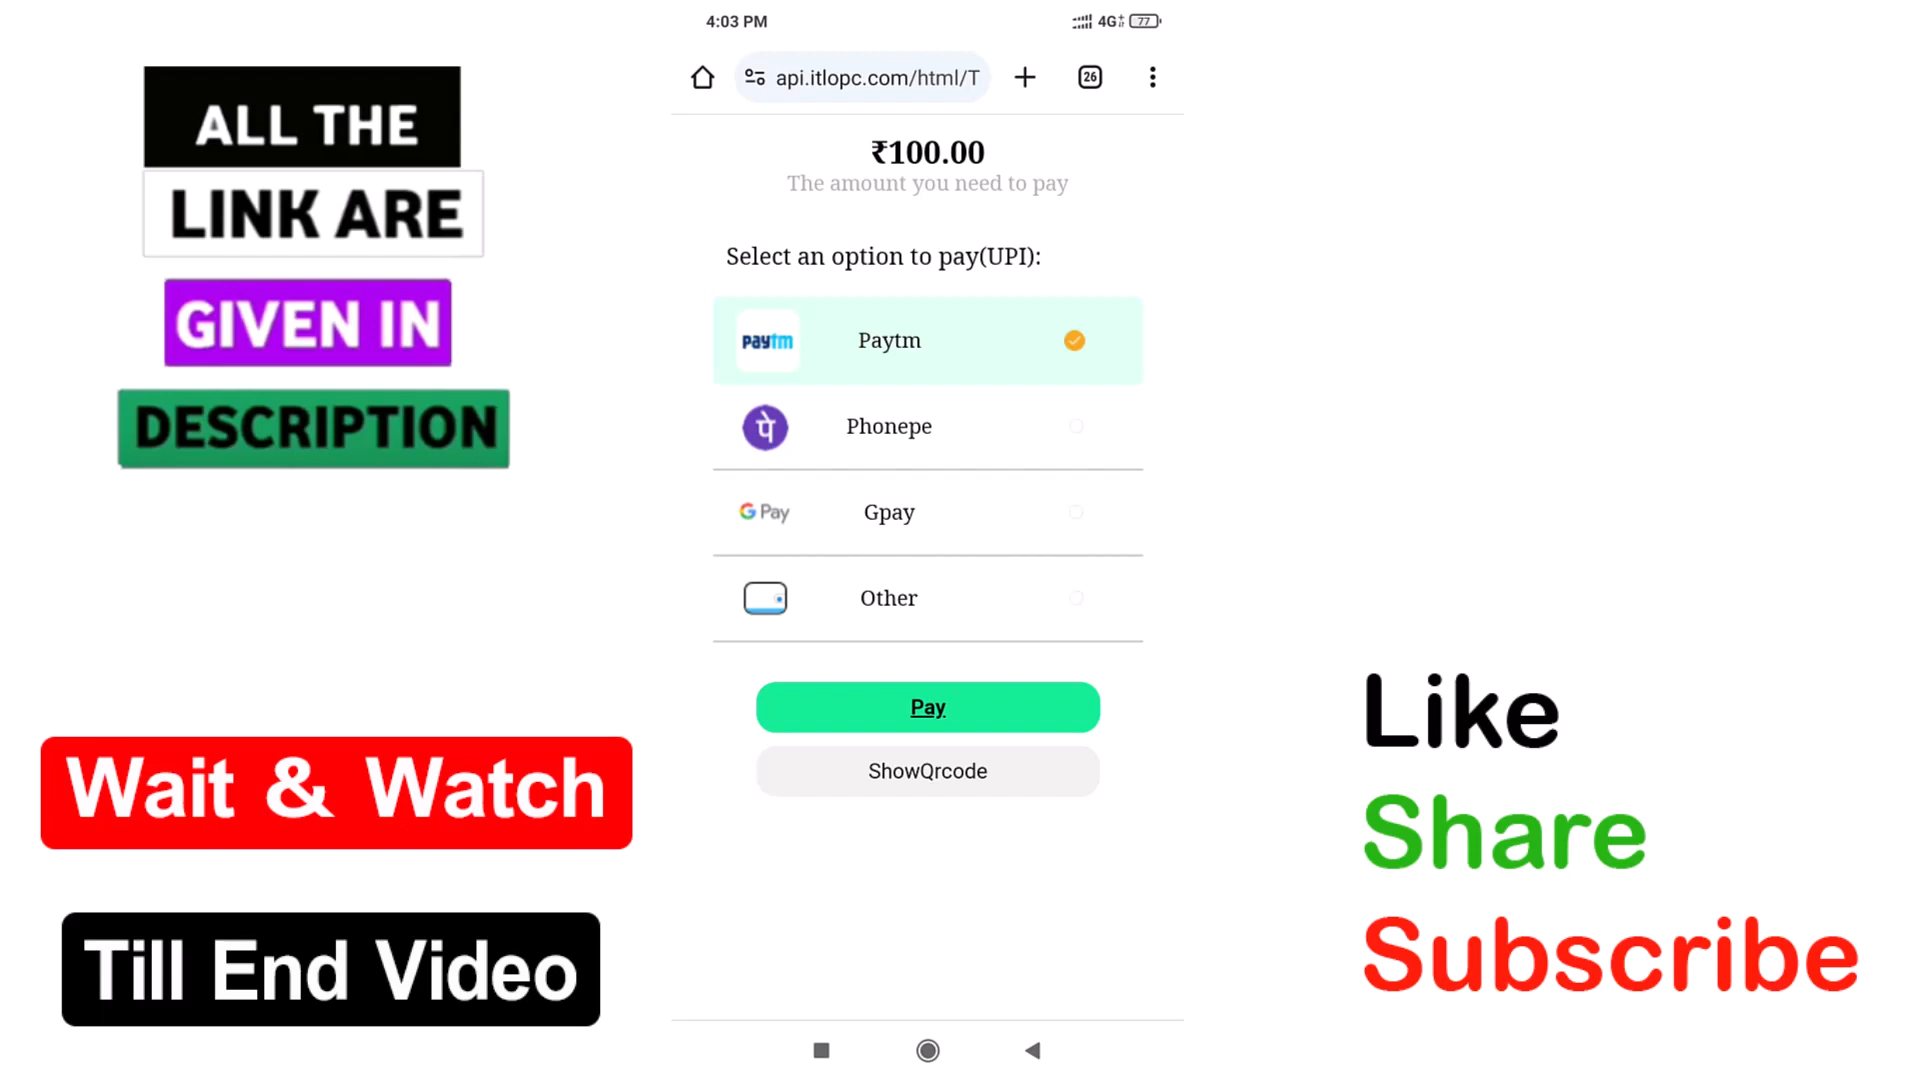 ALL THE
LINK ARE
GIVEN IN
DESCRIPTION
Wait & Watch
Till End Video
4:03 PM
4G+ 77
api.itlopc.com/html/T
26
₹100.00
The amount you need to pay
Select an option to pay(UPI):
paytm Paytm
पे Phonepe
G Pay Gpay
Other
Pay
ShowQrcode
Like
Share
Subscribe